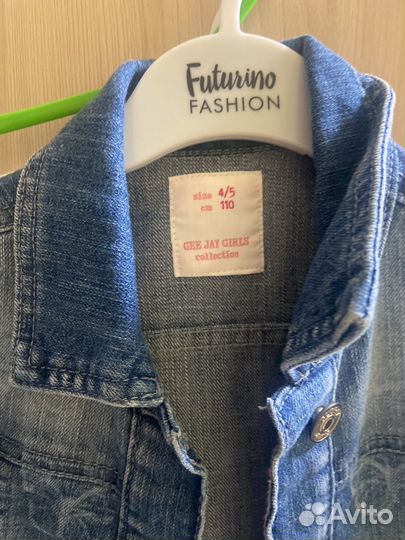 Futurino
FASHION
size 4/5
cm 110
GEE JAY GIRLS
collection
Avito